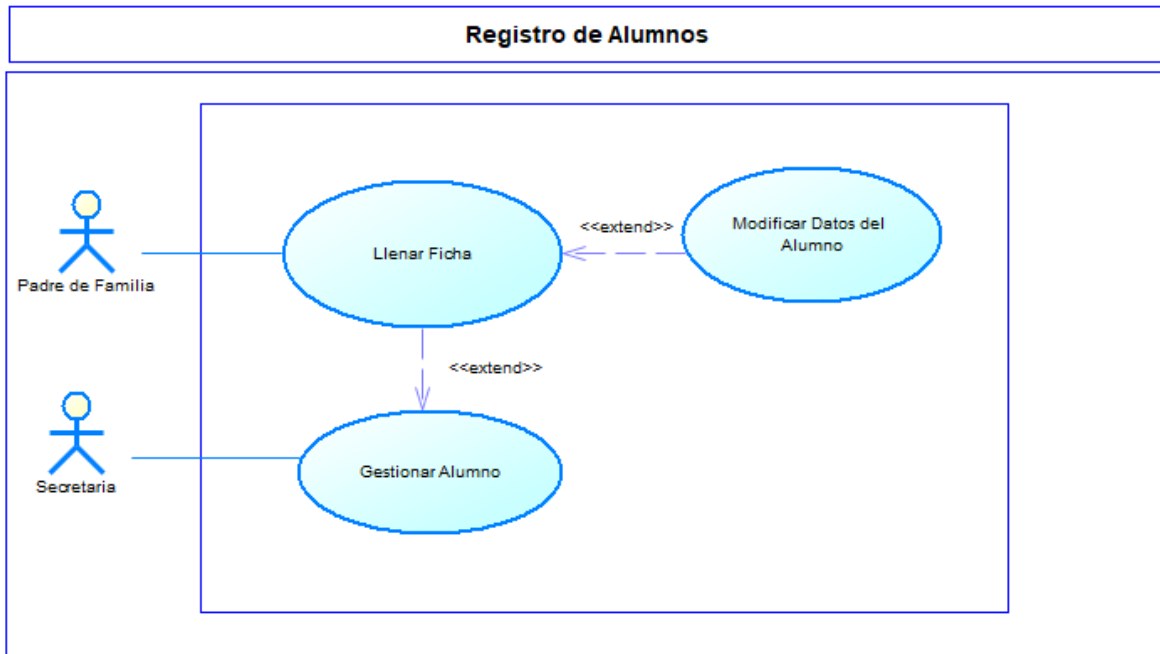 Registro de Alumnos
Padre de Familia
Llenar Ficha
<<extend>>
Modificar Datos del
Alumno
<<extend>>
Secretaria
Gestionar Alumno